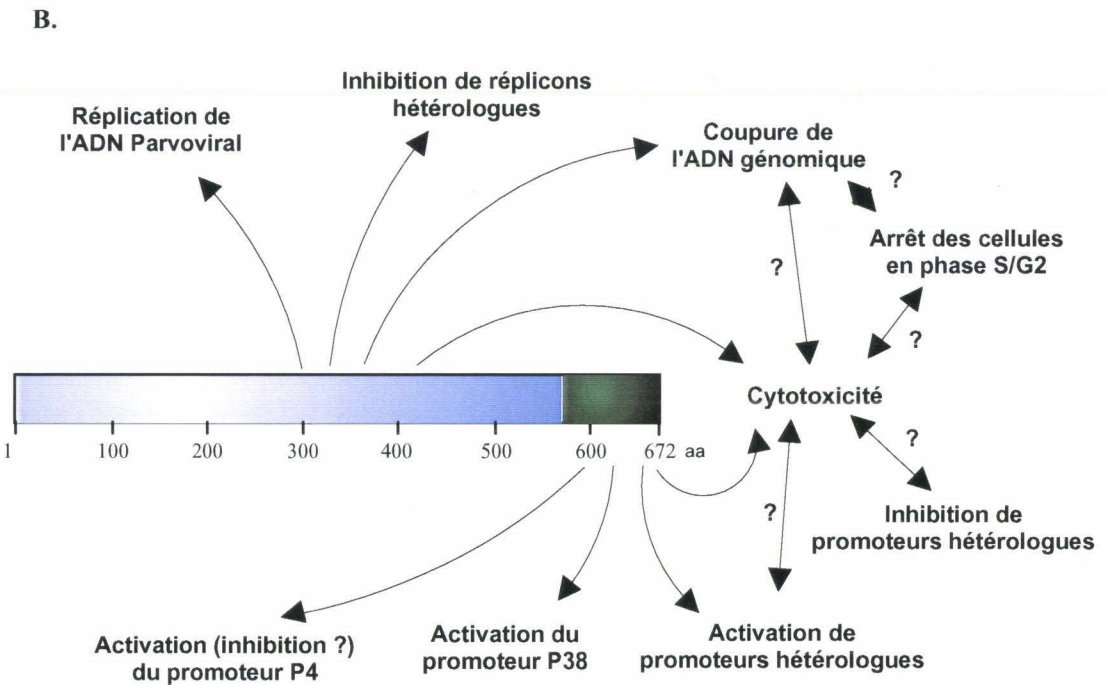 B.
Inhibition de réplicons
hétérologues
Réplication de
l'ADN Parvoviral
Coupure de
l'ADN génomique
?
Arrêt des cellules
en phase S/G2
?
?
Cytotoxicité
1 100 200 300 400 500 600 672 aa
?
Inhibition de
promoteurs hétérologues
?
Activation (inhibition ?)
du promoteur P4
Activation du
promoteur P38
Activation de
promoteurs hétérologues